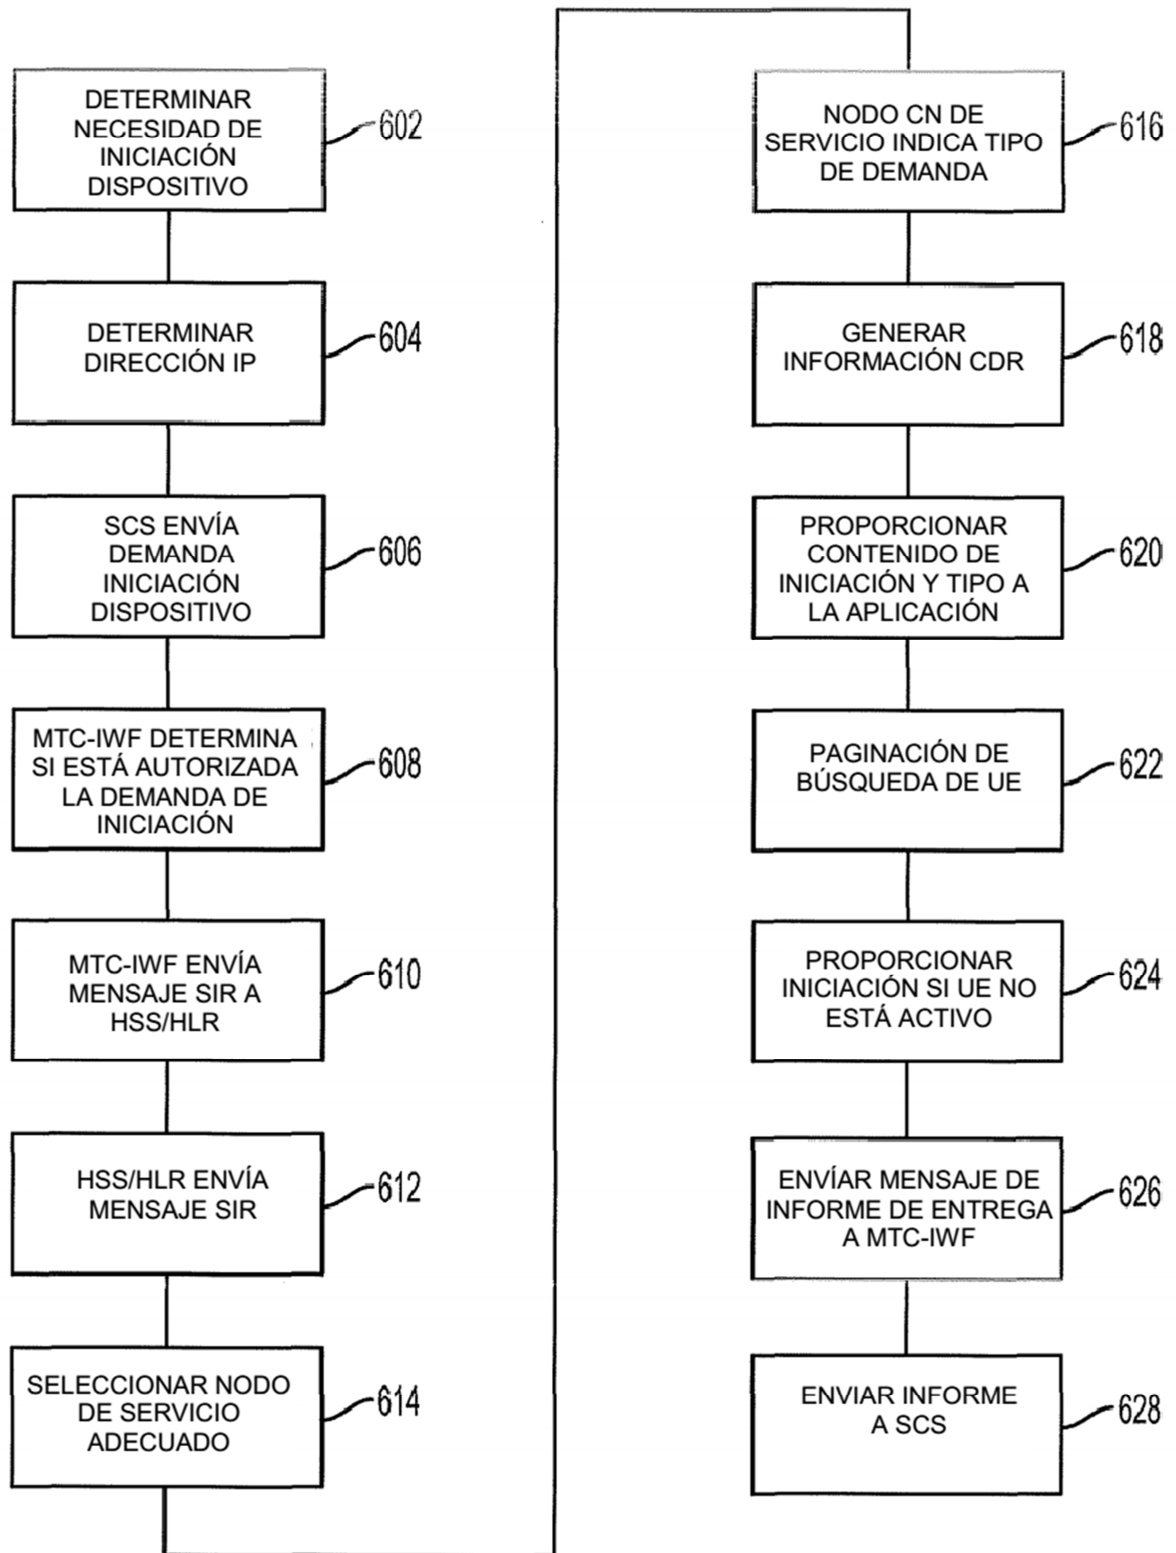 DETERMINAR
NECESIDAD DE
INICIACIÓN
DISPOSITIVO
602
DETERMINAR
DIRECCIÓN IP
604
SCS ENVÍA
DEMANDA
INICIACIÓN
DISPOSITIVO
606
MTC-IWF DETERMINA
SI ESTÁ AUTORIZADA
LA DEMANDA DE
INICIACIÓN
608
MTC-IWF ENVÍA
MENSAJE SIR A
HSS/HLR
610
HSS/HLR ENVÍA
MENSAJE SIR
612
SELECCIONAR NODO
DE SERVICIO
ADECUADO
614
NODO CN DE
SERVICIO INDICA TIPO
DE DEMANDA
616
GENERAR
INFORMACIÓN CDR
618
PROPORCIONAR
CONTENIDO DE
INICIACIÓN Y TIPO A
LA APLICACIÓN
620
PAGINACIÓN DE
BÚSQUEDA DE UE
622
PROPORCIONAR
INICIACIÓN SI UE NO
ESTÁ ACTIVO
624
ENVÍAR MENSAJE DE
INFORME DE ENTREGA
A MTC-IWF
626
ENVIAR INFORME
A SCS
628